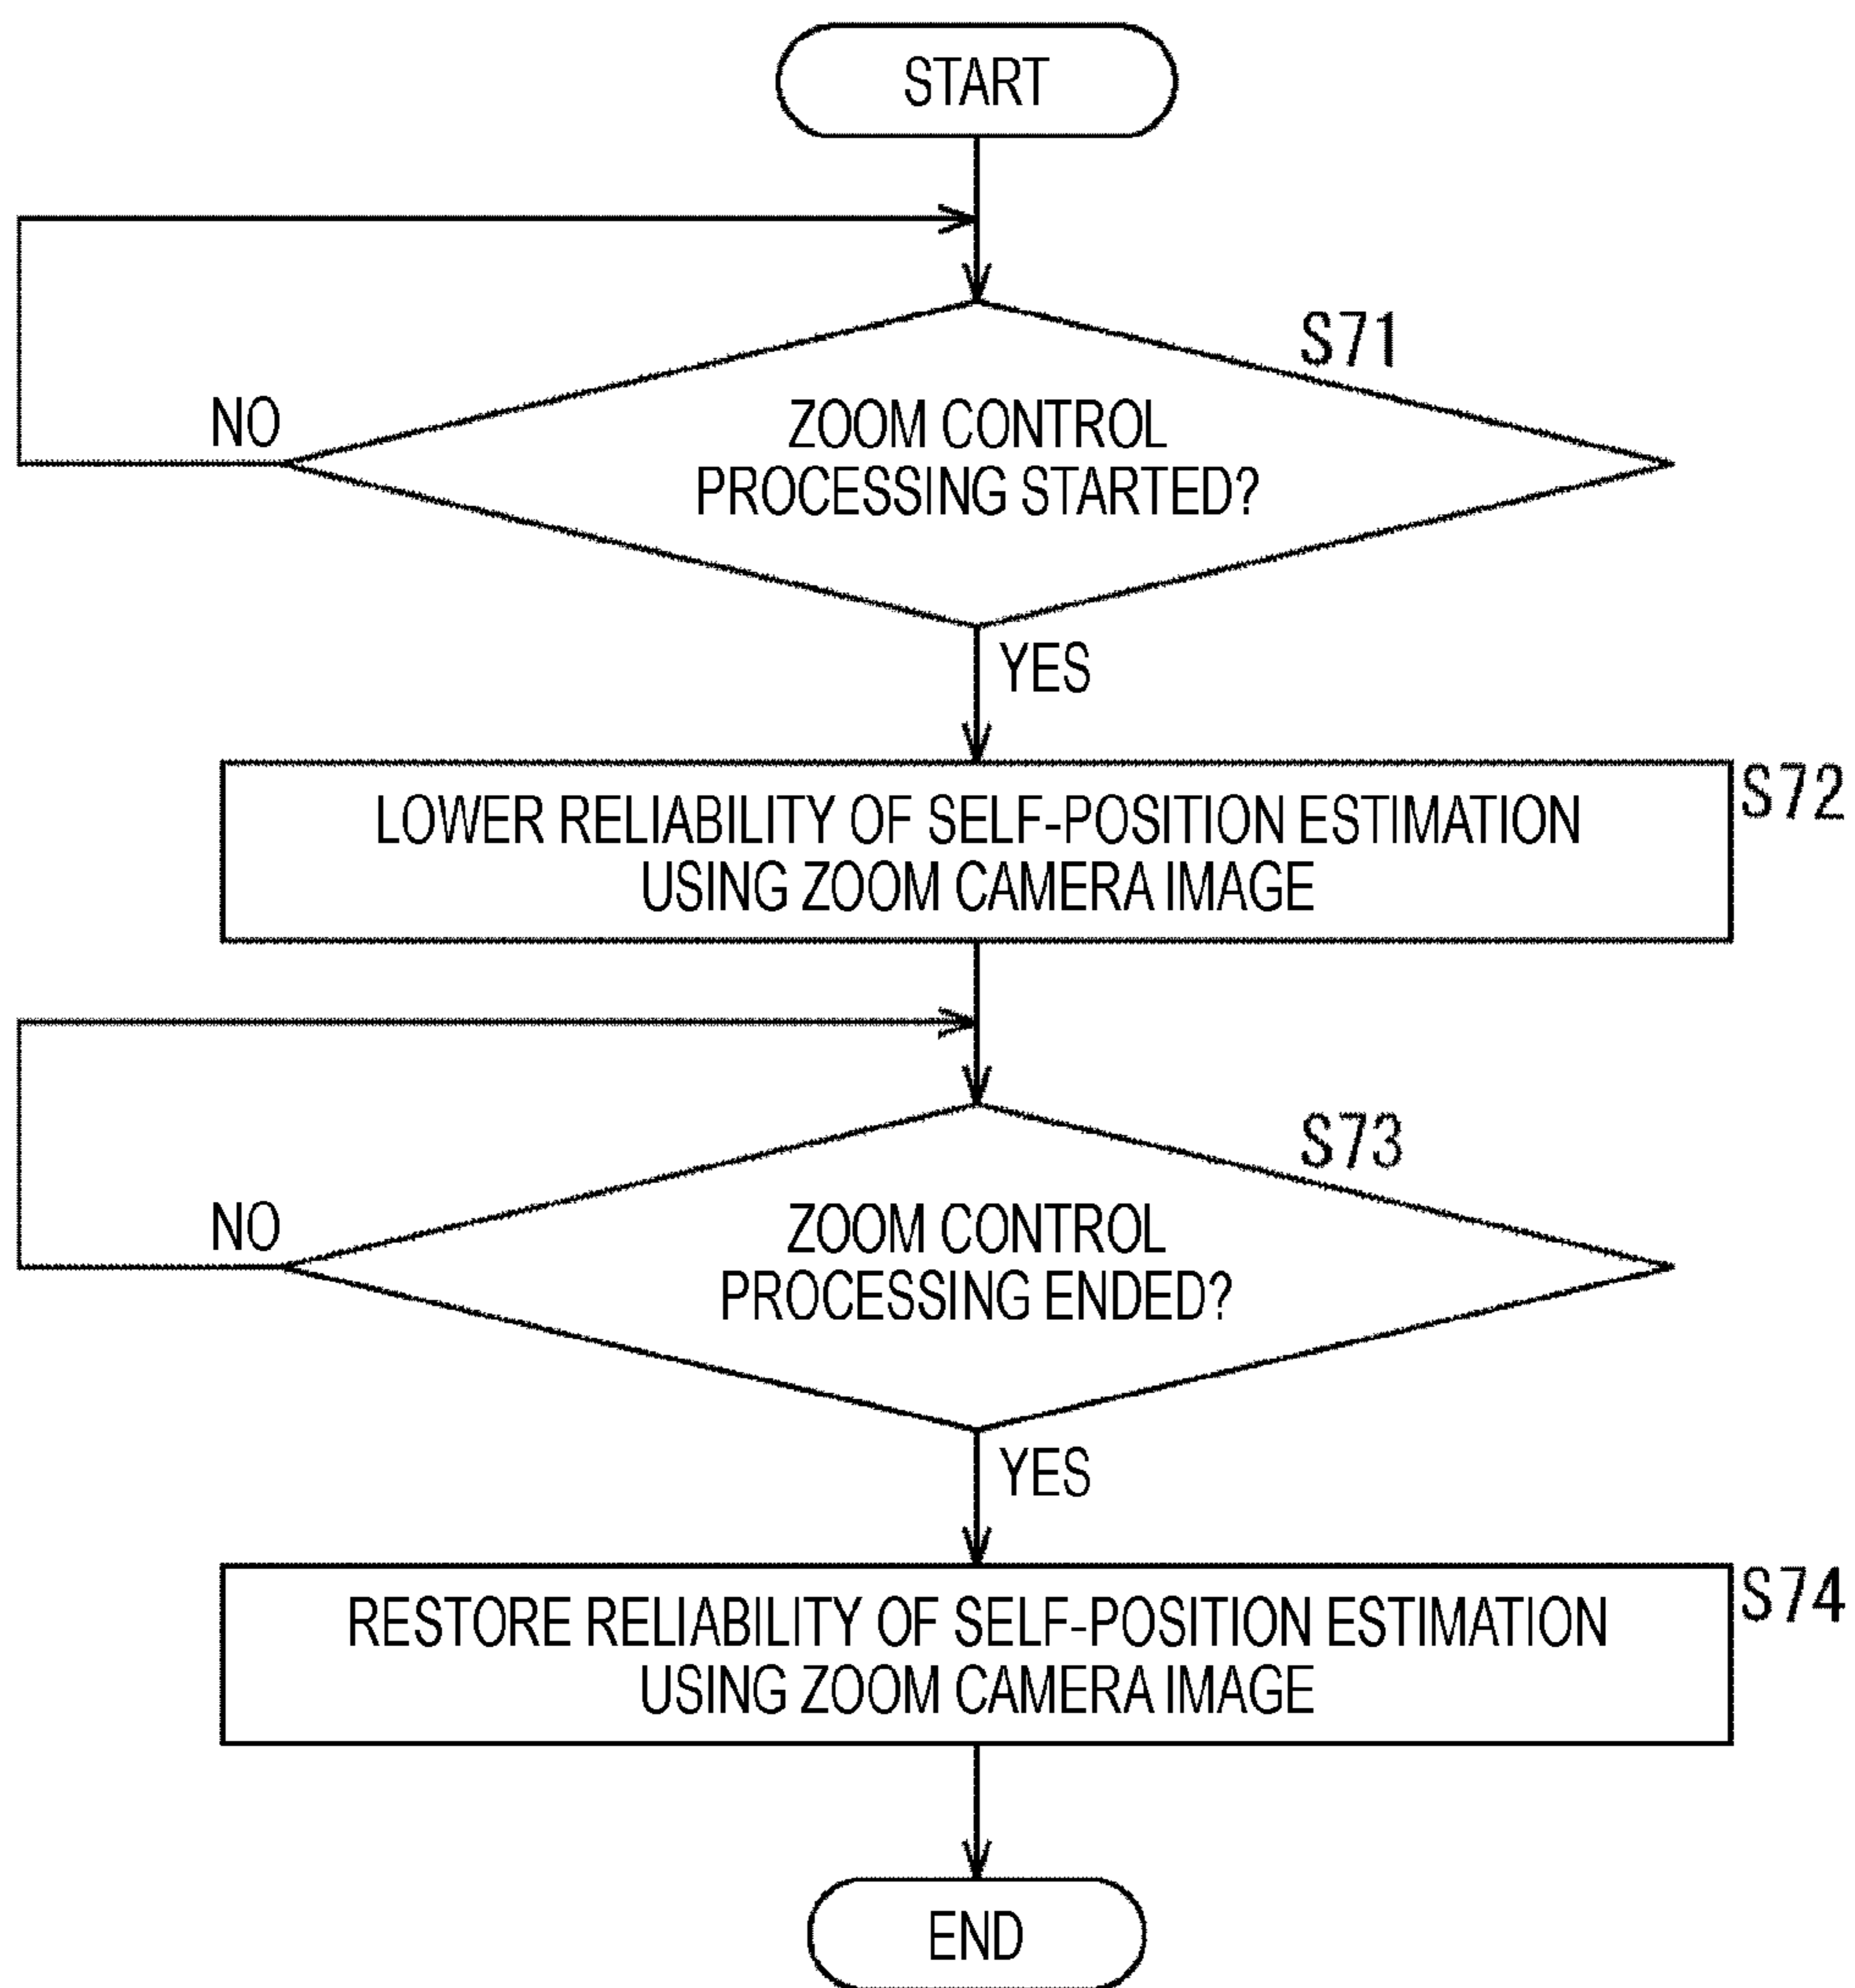 START
S71
ZOOM CONTROL
PROCESSING STARTED?
NO
YES
S72
LOWER RELIABILITY OF SELF-POSITION ESTIMATION
USING ZOOM CAMERA IMAGE
S73
ZOOM CONTROL
PROCESSING ENDED?
NO
YES
S74
RESTORE RELIABILITY OF SELF-POSITION ESTIMATION
USING ZOOM CAMERA IMAGE
END